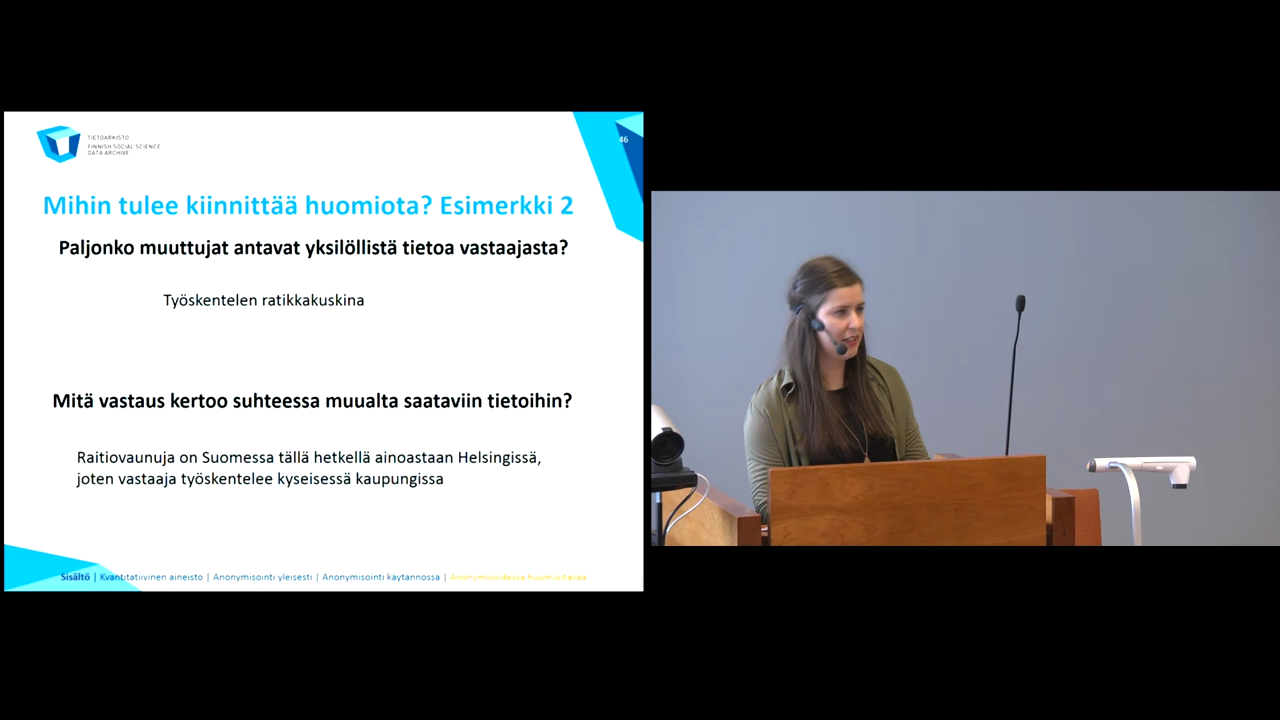 TIETOARKISTO
FINNISH SOCIAL SCIENCE
DATA ARCHIVE
46
Mihin tulee kiinnittää huomiota? Esimerkki 2
Paljonko muuttujat antavat yksilöllistä tietoa vastaajasta?
Työskentelen ratikkakuskina
Mitä vastaus kertoo suhteessa muualta saataviin tietoihin?
Raitiovaunuja on Suomessa tällä hetkellä ainoastaan Helsingissä,
joten vastaaja työskentelee kyseisessä kaupungissa
Sisältö | Kvantitatiivinen aineisto | Anonymisointi yleisesti | Anonymisointi käytännössä | Anonymisoidessa huomioitavaa